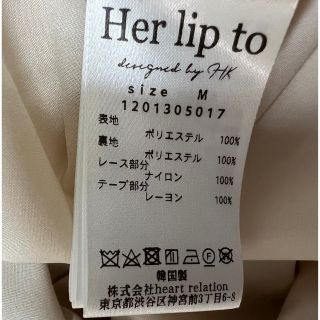 Her lip to
designed by HK
size M
1201305017
表地
ポリエステル 100%
裏地
ポリエステル 100%
レース部分
ナイロン 100%
テープ部分
レーヨン 100%
韓国製
株式会社heart relation
東京都渋谷区神宮前3丁目6-8